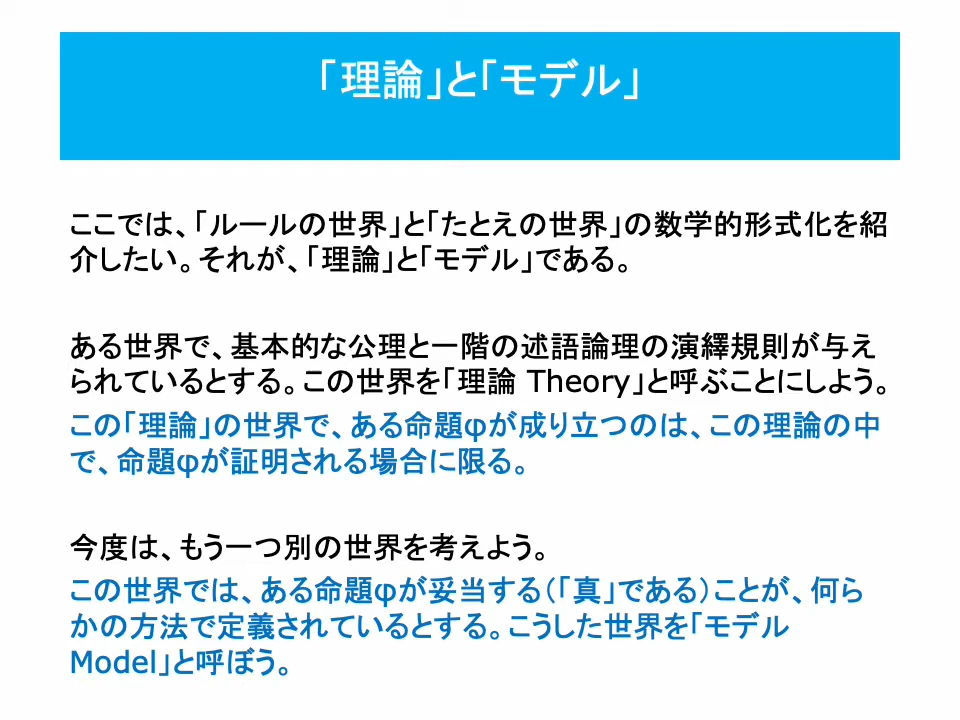 「理論」と「モデル」
ここでは、「ルールの世界」と「たとえの世界」の数学的形式化を紹
介したい。それが、「理論」と「モデル」である。
ある世界で、基本的な公理と一階の述語論理の演繹規則が与え
られているとする。この世界を「理論 Theory」と呼ぶことにしよう。
この「理論」の世界で、ある命題φが成り立つのは、この理論の中
で、命題φが証明される場合に限る。
今度は、もう一つ別の世界を考えよう。
この世界では、ある命題φが妥当する（「真」である）ことが、何ら
かの方法で定義されているとする。こうした世界を「モデル
Model」と呼ぼう。